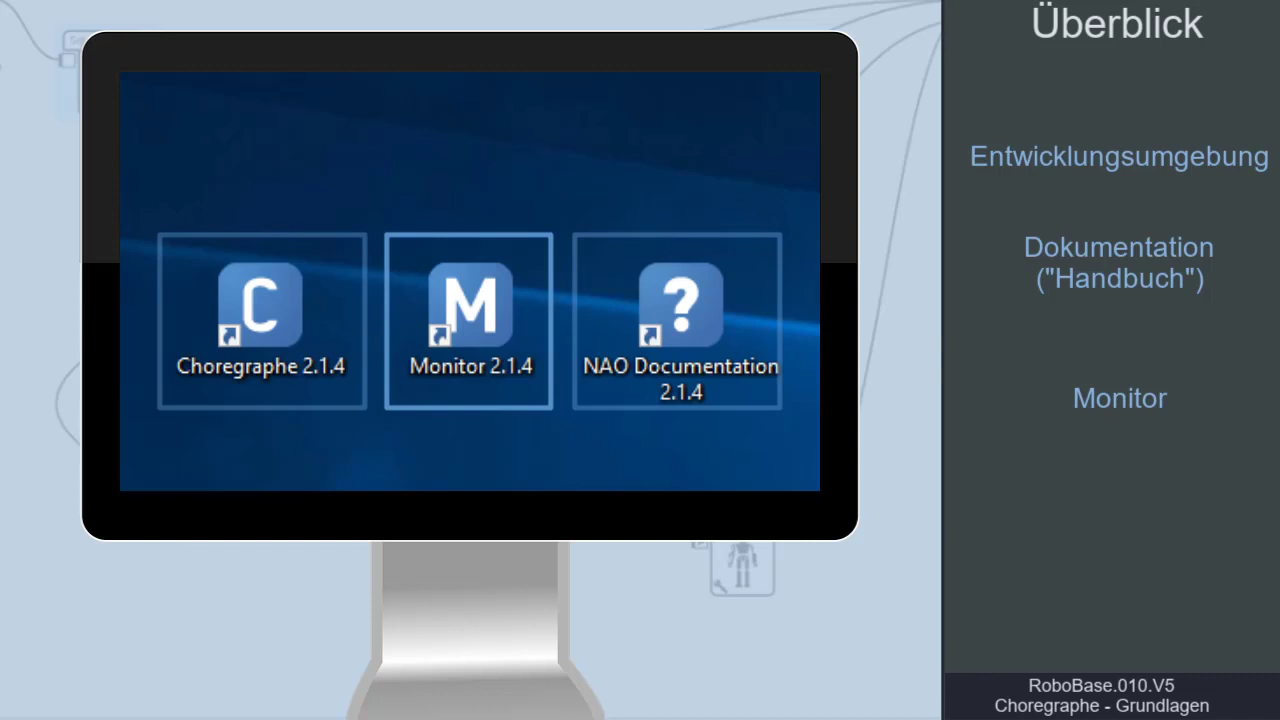 Überblick
Entwicklungsumgebung
Dokumentation
("Handbuch")
Monitor
C
M
?
Choregraphe 2.1.4
Monitor 2.1.4
NAO Documentation
2.1.4
RoboBase.010.V5
Choregraphe - Grundlagen